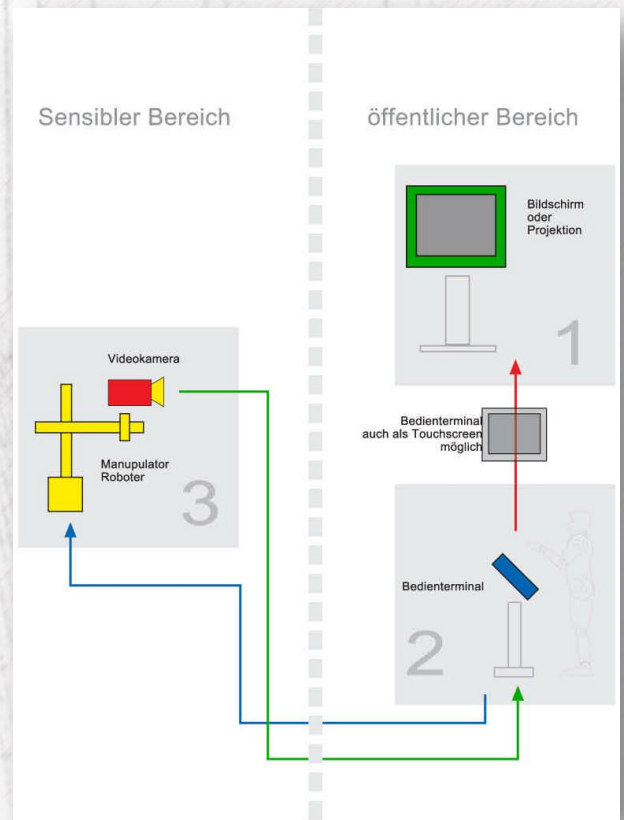 Sensibler Bereich
öffentlicher Bereich
Bildschirm
oder
Projektion
1
Videokamera
Manupulator
Roboter
3
Bedienterminal
auch als Touchscreen
möglich
Bedienterminal
2